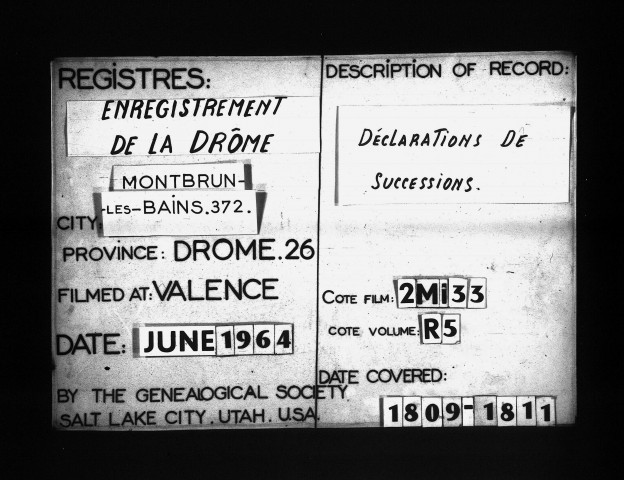 REGISTRES:
ENREGISTREMENT
DE LA DRÔME
MONTBRUN-
-LES-BAINS.372.
CITY
PROVINCE: DROME.26
FILMED AT: VALENCE
DATE: JUNE 1964
BY THE GENEALOGICAL SOCIETY
SALT LAKE CITY, UTAH. U.S.A.
DESCRIPTION OF RECORD:
DÉCLARATIONS DE
SUCCESSIONS.
COTE FILM: 2Mi33
COTE VOLUME: R5
DATE COVERED:
1809-1811